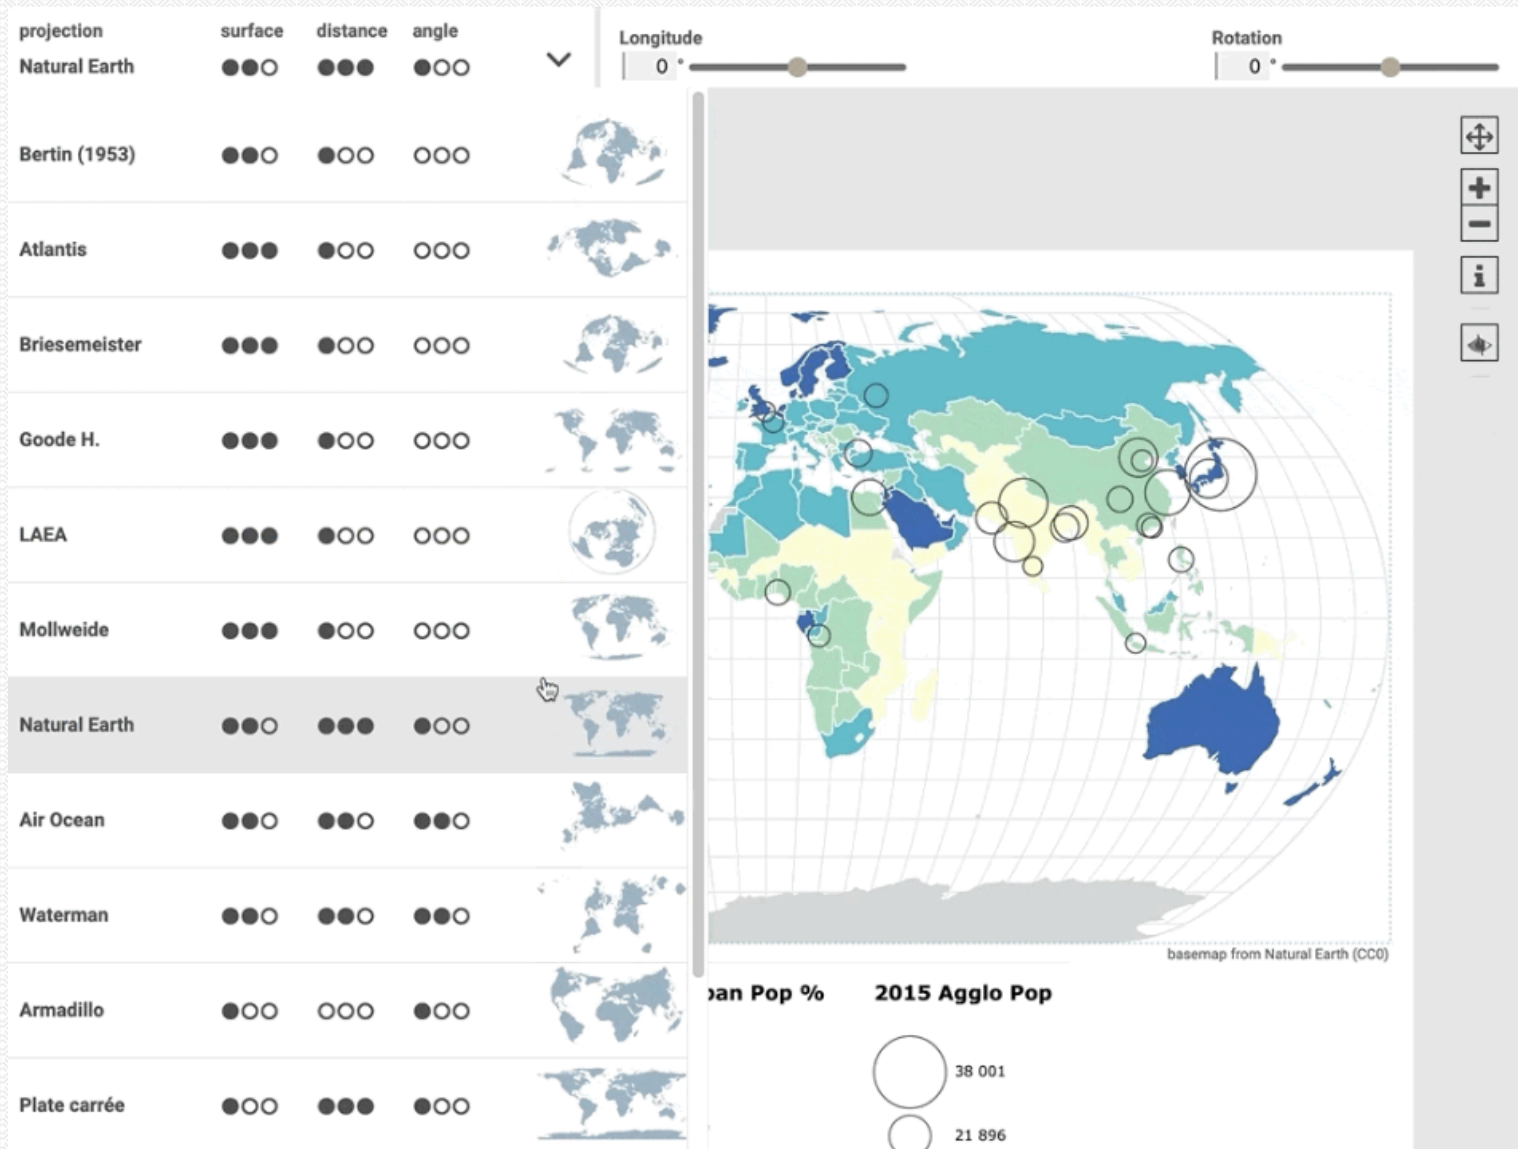 projection surface distance angle
Natural Earth
Longitude
0 °
Rotation
0 °
Bertin (1953)
Atlantis
Briesemeister
Goode H.
LAEA
Mollweide
Natural Earth
Air Ocean
Waterman
Armadillo
Plate carrée
basemap from Natural Earth (CC0)
Pop % 2015 Agglo Pop
38 001
21 896